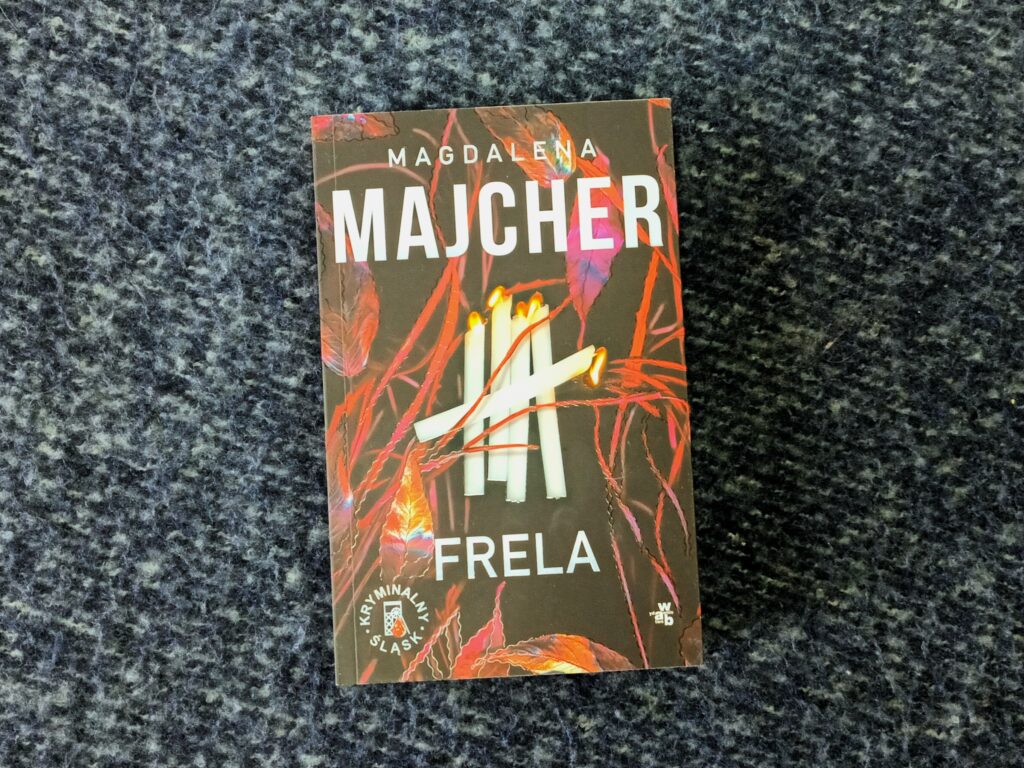 MAGDALENA
MAJCHER
FRELA
KRYMINALNY
ŚLĄSK
w
a.b